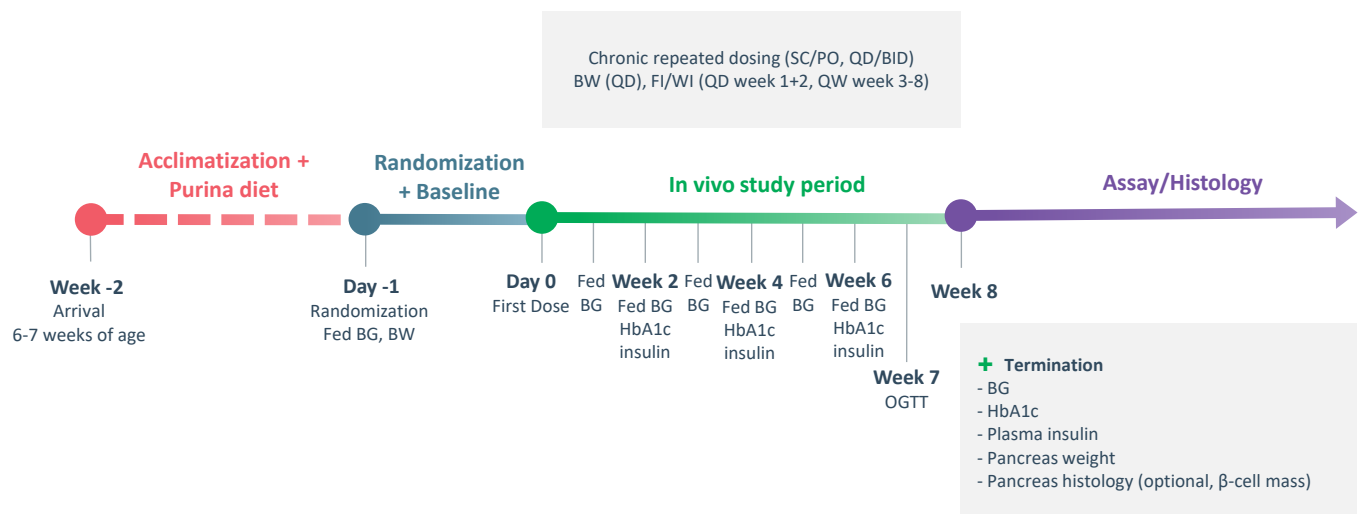 Chronic repeated dosing (SC/PO, QD/BID)
BW (QD), FI/WI (QD week 1+2, QW week 3-8)
Acclimatization +
Purina diet
Randomization
+ Baseline
In vivo study period
Assay/Histology
Week -2
Arrival
6-7 weeks of age
Day -1
Randomization
Fed BG, BW
Day 0
First Dose
Fed
BG
Week 2
Fed BG
HbA1c
insulin
Fed
BG
Week 4
Fed BG
HbA1c
insulin
Fed
BG
Week 6
Fed BG
HbA1c
insulin
Week 7
OGTT
Week 8
+ Termination
- BG
- HbA1c
- Plasma insulin
- Pancreas weight
- Pancreas histology (optional, β-cell mass)